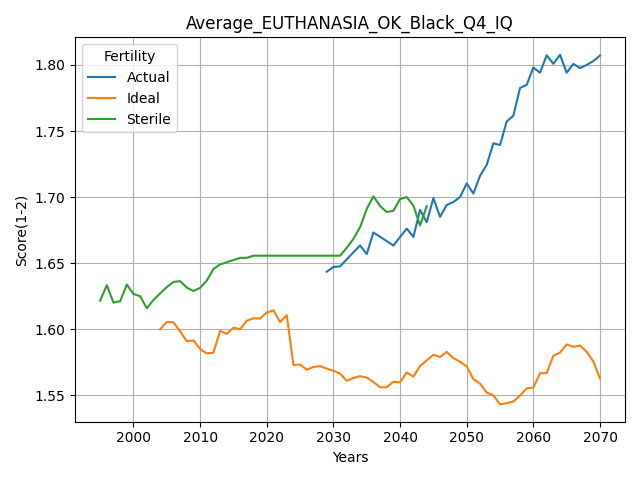 Average_EUTHANASIA_OK_Black_Q4_IQ
Fertility
Actual
Ideal
Sterile
Score(1-2)
1.80
1.75
1.70
1.65
1.60
1.55
2000 2010 2020 2030 2040 2050 2060 2070
Years